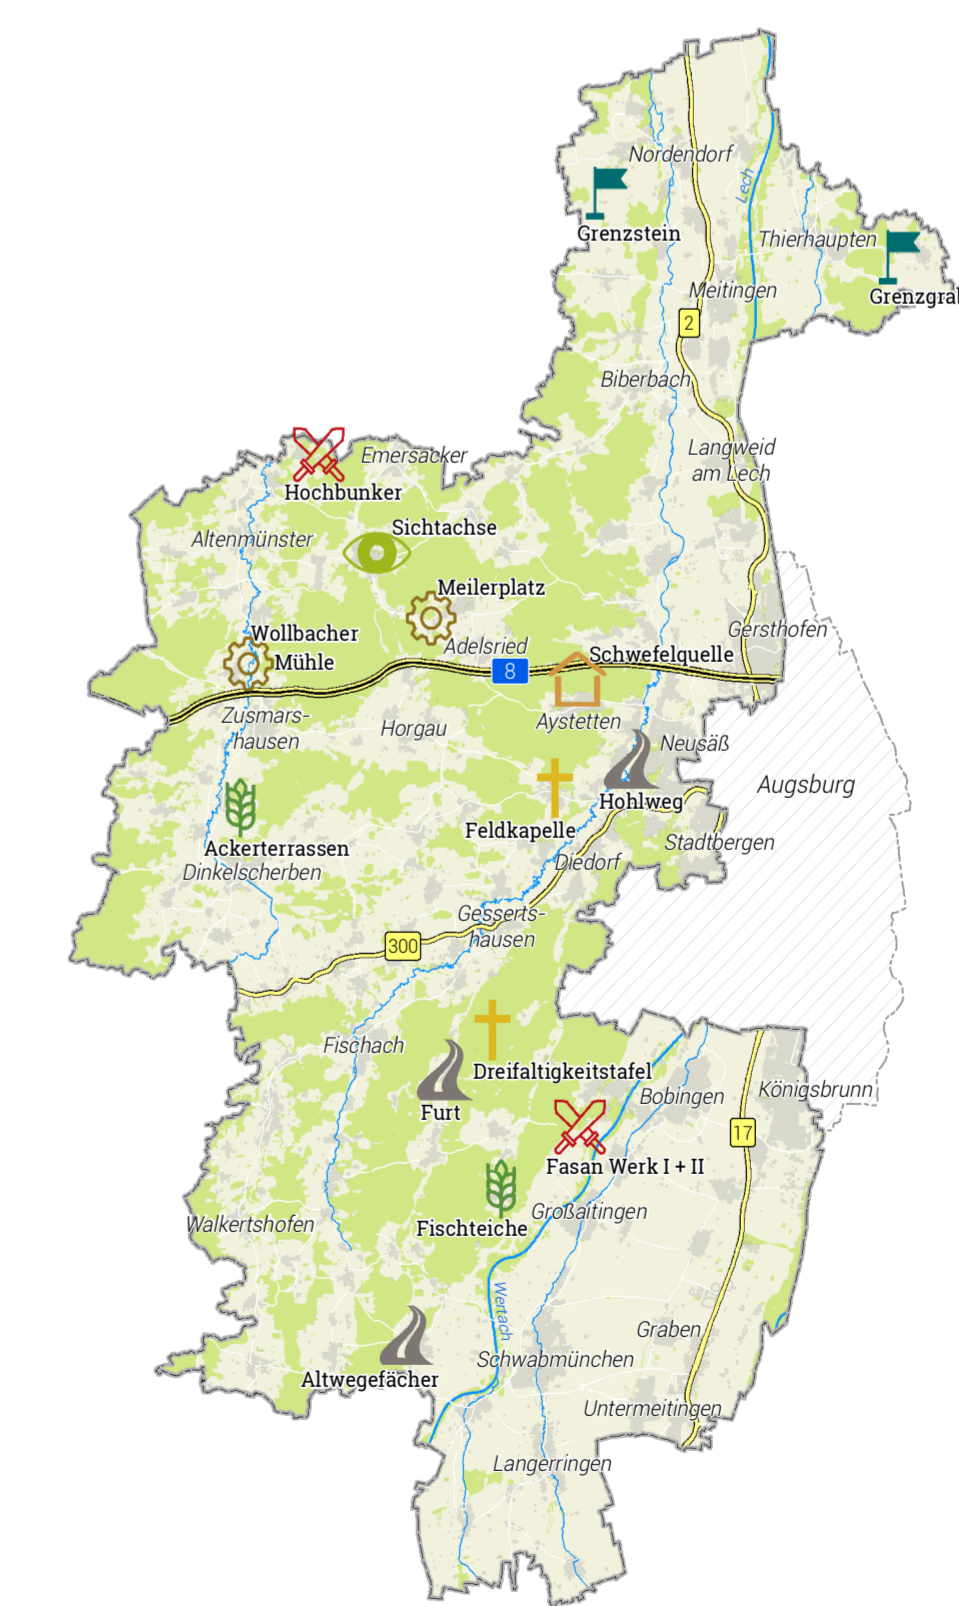 Nordendorf
Lech
Grenzstein
Thierhaupten
Meitingen
Grenzgra
2
Biberbach
Langweid
am Lech
Emersacker
Hochbunker
Sichtachse
Altenmünster
Meilerplatz
Gersthofen
Wollbacher
Mühle
Adelsried
Schwefelquelle
8
Zusmars-
hausen
Horgau
Aystetten
Neusäß
Augsburg
Hohlweg
Feldkapelle
Stadtbergen
Ackerterrassen
Dinkelscherben
Diedorf
Gesserts-
hausen
300
Fischach
Dreifaltigkeitstafel
Furt
Bobingen
Königsbrunn
17
Fasan Werk I + II
Großaitingen
Walkertshofen
Fischteiche
Wertach
Graben
Schwabmünchen
Altwegefächer
Untermeitingen
Langerringen